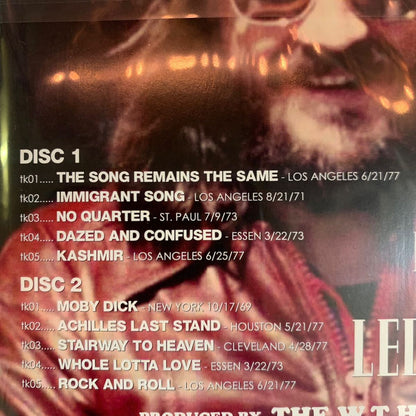 DISC 1
tk01..... THE SONG REMAINS THE SAME - LOS ANGELES 6/21/77
tk02..... IMMIGRANT SONG - LOS ANGELES 8/21/71
tk03..... NO QUARTER - ST. PAUL 7/9/73
tk04..... DAZED AND CONFUSED - ESSEN 3/22/73
tk05..... KASHMIR - LOS ANGELES 6/25/77
DISC 2
tk01..... MOBY DICK - NEW YORK 10/17/69
tk02..... ACHILLES LAST STAND - HOUSTON 5/21/77
tk03..... STAIRWAY TO HEAVEN - CLEVELAND 4/28/77
tk04..... WHOLE LOTTA LOVE - ESSEN 3/22/73
tk05..... ROCK AND ROLL - LOS ANGELES 6/21/77
LE
PRODUCED BY THE W.T.H